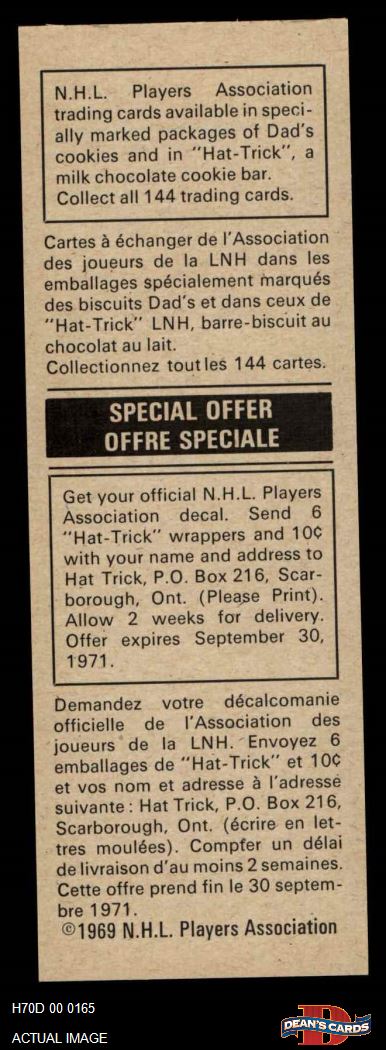 N.H.L. Players Association
trading cards available in speci-
ally marked packages of Dad's
cookies and in "Hat-Trick", a
milk chocolate cookie bar.
Collect all 144 trading cards.
Cartes à échanger de l'Association
des joueurs de la LNH dans les
emballages spécialement marqués
des biscuits Dad's et dans ceux de
"Hat-Trick" LNH, barre-biscuit au
chocolat au lait.
Collectionnez tout les 144 cartes.
SPECIAL OFFER
OFFRE SPECIALE
Get your official N.H.L. Players
Association decal. Send 6
"Hat-Trick" wrappers and 10¢
with your name and address to
Hat Trick, P.O. Box 216, Scar-
borough, Ont. (Please Print).
Allow 2 weeks for delivery.
Offer expires September 30,
1971.
Demandez votre décalcomanie
officielle de l'Association des
joueurs de la LNH. Envoyez 6
emballages de "Hat-Trick" et 10¢
et vos nom et adresse à l'adresse
suivante : Hat Trick, P.O. Box 216,
Scarborough, Ont. (écrire en let-
tres moulées). Compfer un délai
de livraison d'au moins 2 semaines.
Cette offre prend fin le 30 septem-
bre 1971.
©1969 N.H.L. Players Association
H70D 00 0165
ACTUAL IMAGE
D
DEAN'S CARDS